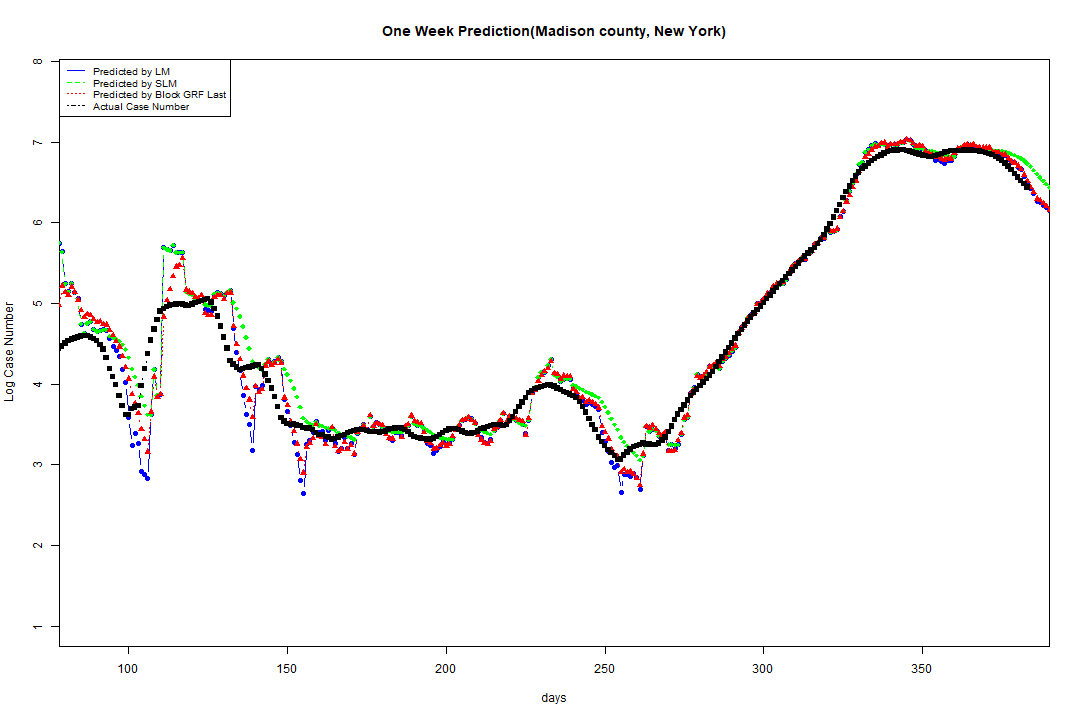 One Week Prediction(Madison county, New York)
Predicted by LM
Predicted by SLM
Predicted by Block GRF Last
Actual Case Number
8
7
6
5
4
3
2
1
Log Case Number
100 150 200 250 300 350
days